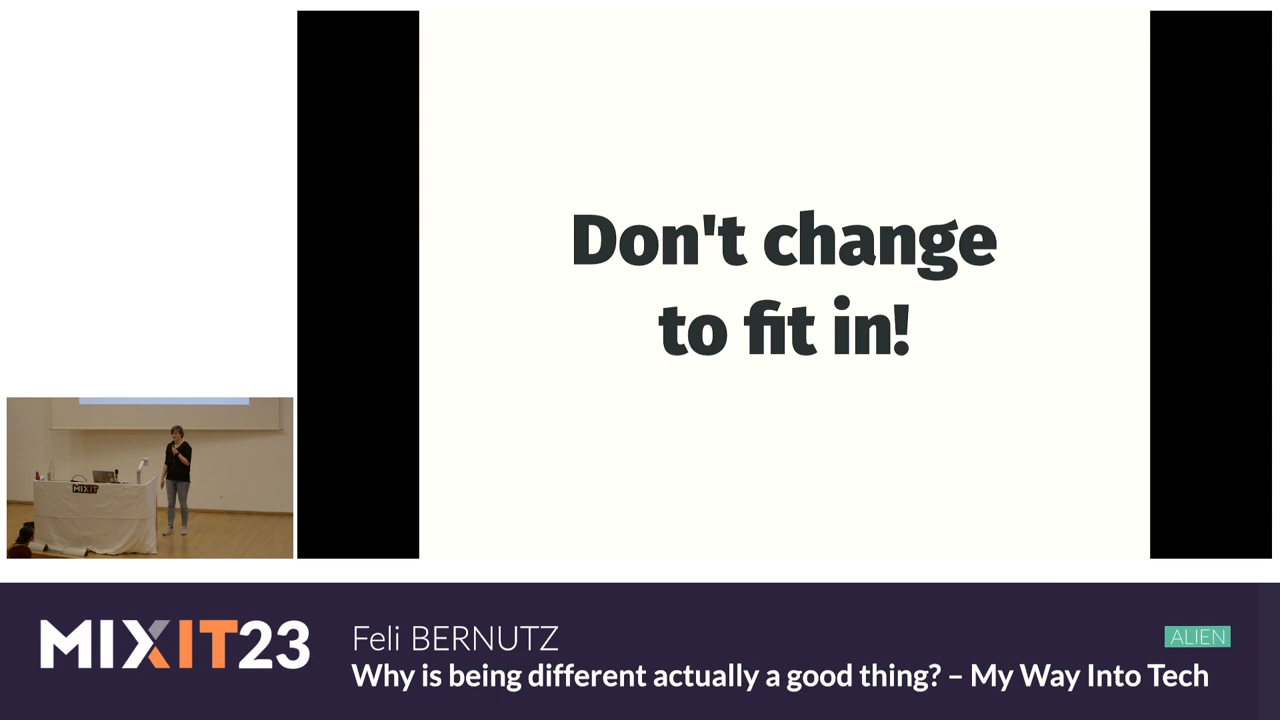 Don't change
to fit in!
MIXIT
MIXIT23
Feli BERNUTZ
ALIEN
Why is being different actually a good thing? – My Way Into Tech